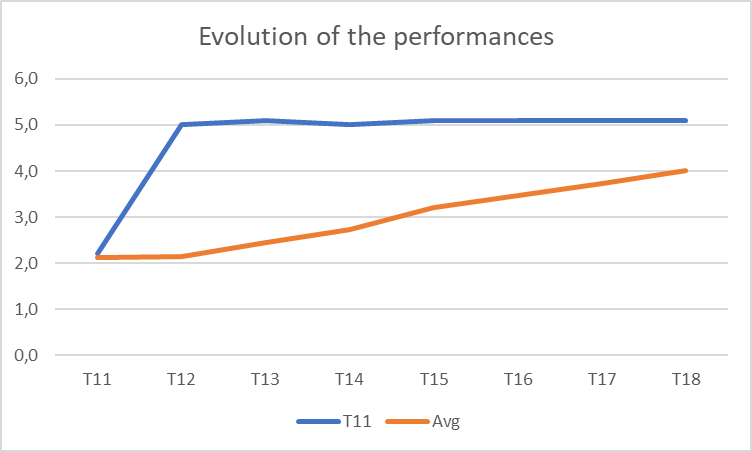 Evolution of the performances
6,0
5,0
4,0
3,0
2,0
1,0
0,0
T11 T12 T13 T14 T15 T16 T17 T18
T11 Avg